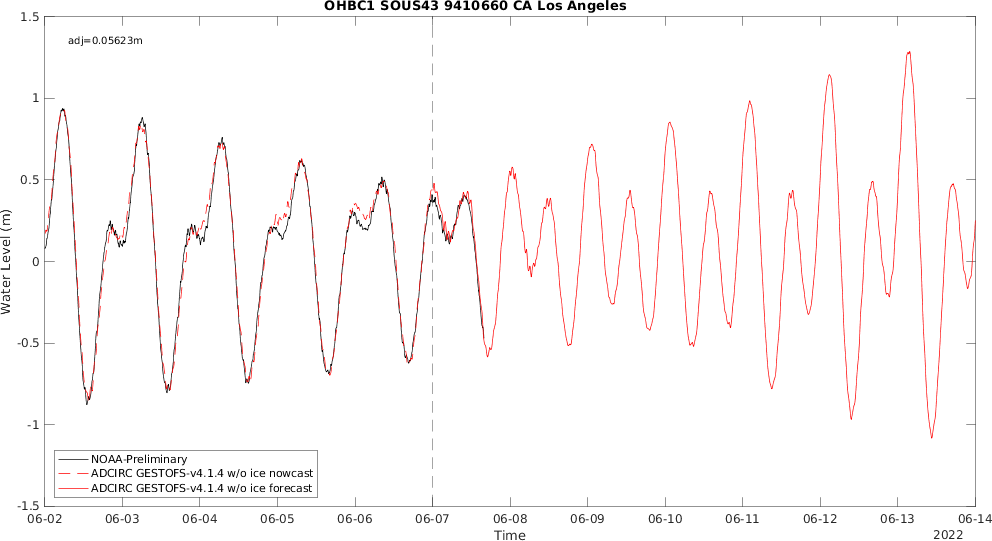 OHBC1 SOUS43 9410660 CA Los Angeles
adj=0.05623m
1.5
1
0.5
0
-0.5
-1
-1.5
Water Level (m)
NOAA-Preliminary
ADCIRC GESTOFS-v4.1.4 w/o ice nowcast
ADCIRC GESTOFS-v4.1.4 w/o ice forecast
06-02 06-03 06-04 06-05 06-06 06-07 06-08 06-09 06-10 06-11 06-12 06-13 06-14
Time
2022